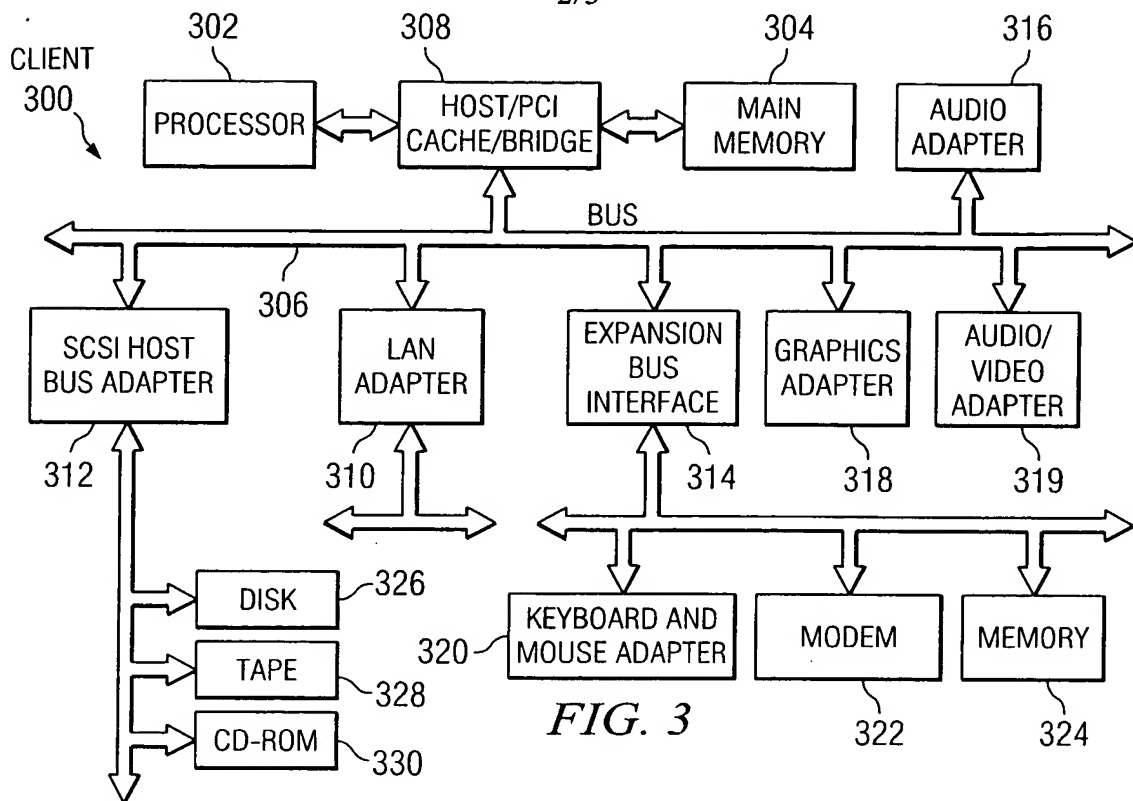 302
308
304
316
CLIENT
300
PROCESSOR
HOST/PCI
CACHE/BRIDGE
MAIN
MEMORY
AUDIO
ADAPTER
BUS
306
SCSI HOST
BUS ADAPTER
LAN
ADAPTER
EXPANSION
BUS
INTERFACE
GRAPHICS
ADAPTER
AUDIO/
VIDEO
ADAPTER
312
310
314
318
319
DISK
326
TAPE
328
CD-ROM
330
320
KEYBOARD AND
MOUSE ADAPTER
MODEM
MEMORY
322
324
FIG. 3